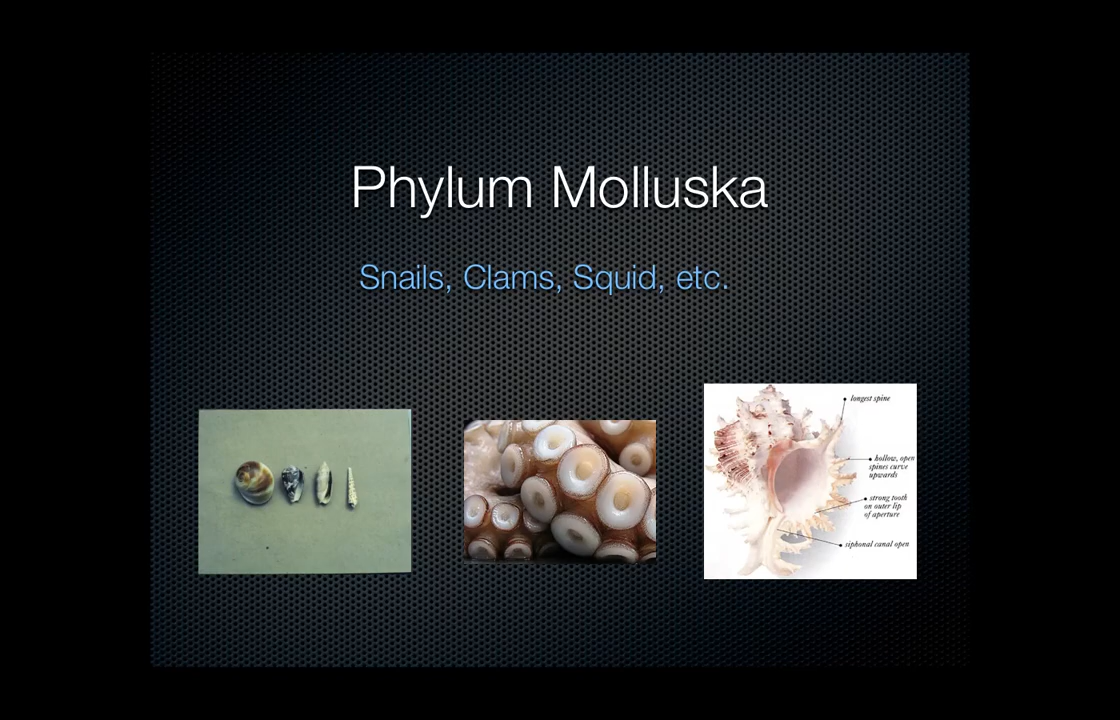 Phylum Molluska
Snails, Clams, Squid, etc.
longest spine
hollow, open
spines curve
upwards
strong tooth
on outer lip
of aperture
siphonal canal open